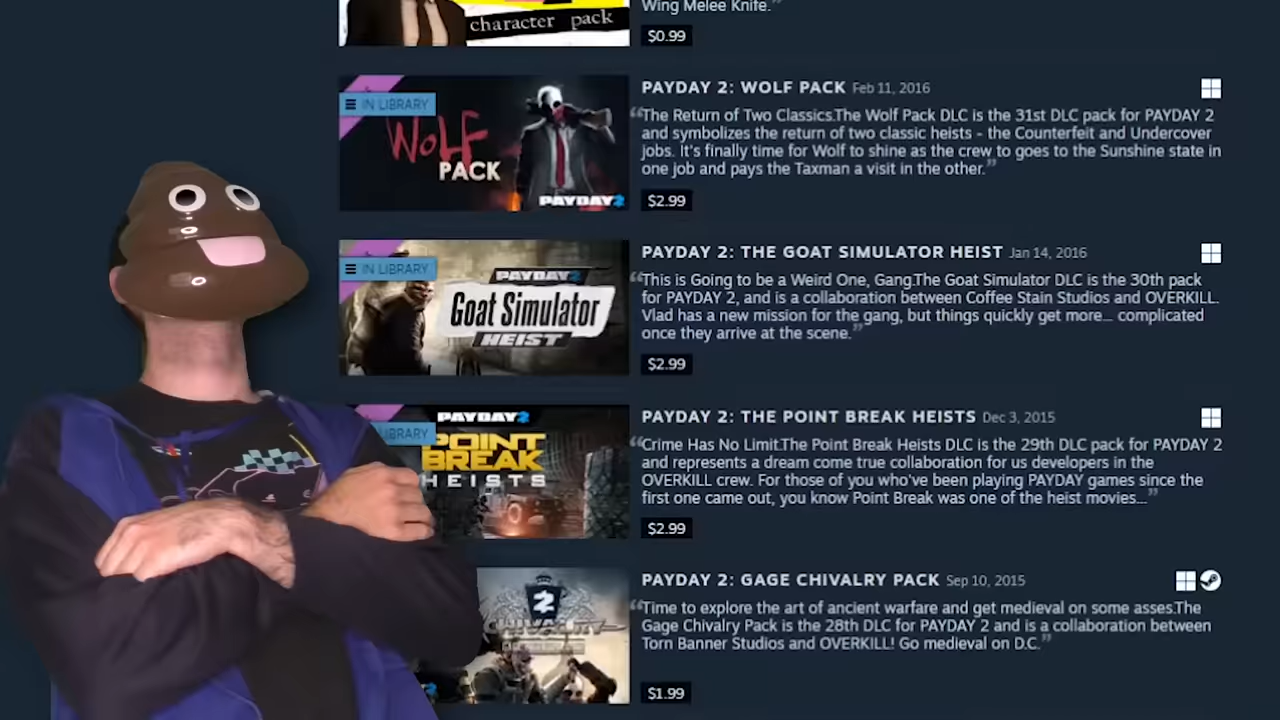 Wing Melee Knife.”
character pack
$0.99
PAYDAY 2: WOLF PACK Feb 11, 2016
IN LIBRARY
WOLF
PACK
PAYDAY2
“The Return of Two Classics.The Wolf Pack DLC is the 31st DLC pack for PAYDAY 2
and symbolizes the return of two classic heists - the Counterfeit and Undercover
jobs. It's finally time for Wolf to shine as the crew to goes to the Sunshine state in
one job and pays the Taxman a visit in the other.”
$2.99
PAYDAY 2: THE GOAT SIMULATOR HEIST Jan 14, 2016
IN LIBRARY
PAYDAY2
Goat Simulator
HEIST
“This is Going to be a Weird One, Gang.The Goat Simulator DLC is the 30th pack
for PAYDAY 2, and is a collaboration between Coffee Stain Studios and OVERKILL.
Vlad has a new mission for the gang, but things quickly get more... complicated
once they arrive at the scene.”
$2.99
PAYDAY 2: THE POINT BREAK HEISTS Dec 3, 2015
PAYDAY2
LIBRARY
POINT
BREAK
HEISTS
“Crime Has No Limit.The Point Break Heists DLC is the 29th DLC pack for PAYDAY 2
and represents a dream come true collaboration for us developers in the
OVERKILL crew. For those of you who've been playing PAYDAY games since the
first one came out, you know Point Break was one of the heist movies...”
$2.99
PAYDAY 2: GAGE CHIVALRY PACK Sep 10, 2015
2
“Time to explore the art of ancient warfare and get medieval on some asses.The
Gage Chivalry Pack is the 28th DLC for PAYDAY 2 and is a collaboration between
Torn Banner Studios and OVERKILL! Go medieval on D.C.”
$1.99